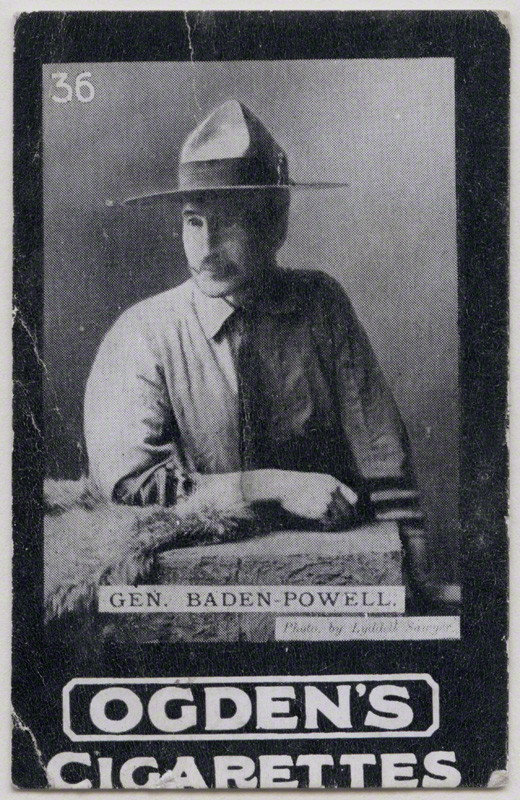 36
GEN. BADEN-POWELL.
Photo. by Lyddell Sawyer
OGDEN'S
CIGARETTES